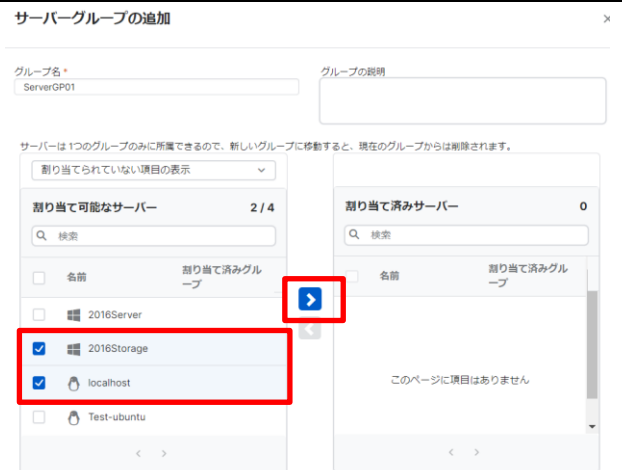 サーバーグループの追加
グループ名 *
グループの説明
ServerGP01
サーバーは 1つのグループのみに所属できるので、新しいグループに移動すると、現在のグループからは削除されます。
割り当てられていない項目の表示
割り当て可能なサーバー 2 / 4
検索
名前 割り当て済みグル
ープ
2016Server
2016Storage
localhost
Test-ubuntu
割り当て済みサーバー 0
検索
名前 割り当て済みグル
ープ
このページに項目はありません